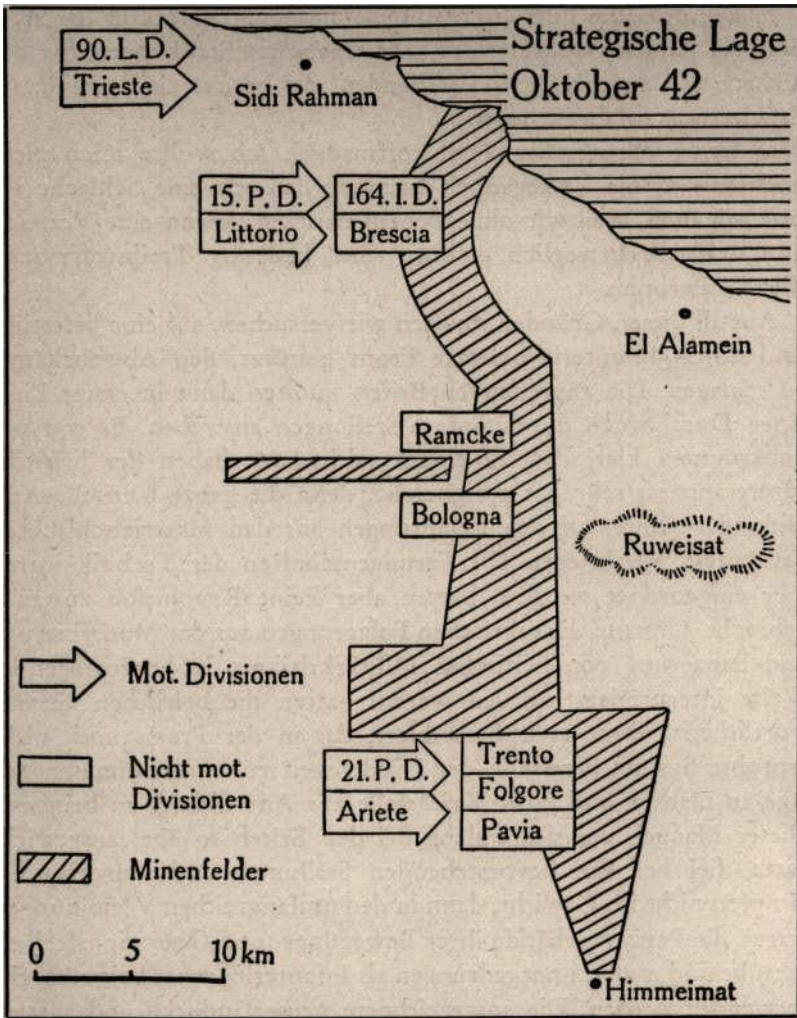 Strategische Lage
Oktober 42
90. L. D.
Trieste
Sidi Rahman
15. P. D.
Littorio
164. I. D.
Brescia
El Alamein
Ramcke
Bologna
Ruweisat
Mot. Divisionen
Nicht mot.
Divisionen
21. P. D.
Ariete
Trento
Folgore
Pavia
Minenfelder
0 5 10 km
Himmeimat